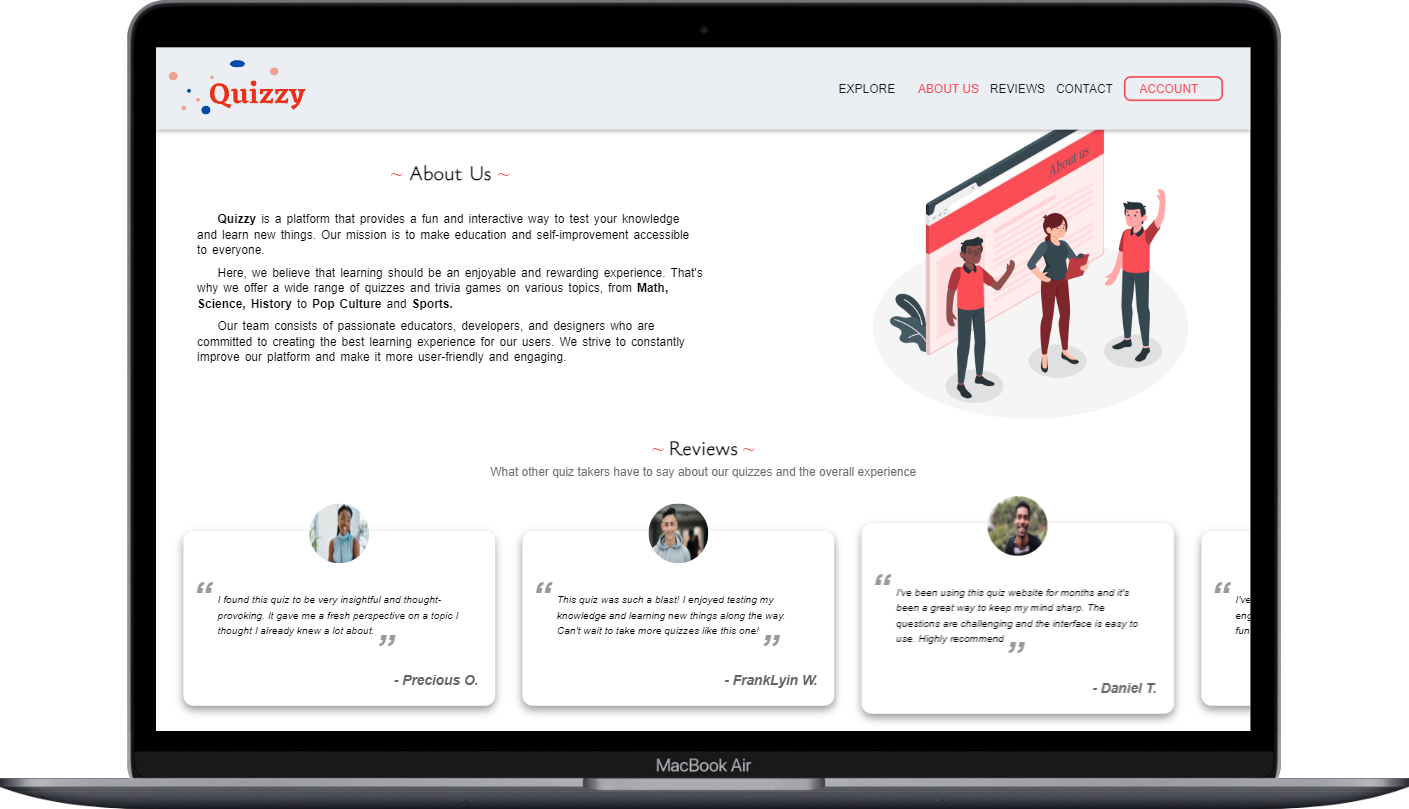 Quizzy
EXPLORE ABOUT US REVIEWS CONTACT ACCOUNT
~ About Us ~
About us
Quizzy is a platform that provides a fun and interactive way to test your knowledge
and learn new things. Our mission is to make education and self-improvement accessible
to everyone.
Here, we believe that learning should be an enjoyable and rewarding experience. That's
why we offer a wide range of quizzes and trivia games on various topics, from Math,
Science, History to Pop Culture and Sports.
Our team consists of passionate educators, developers, and designers who are
committed to creating the best learning experience for our users. We strive to constantly
improve our platform and make it more user-friendly and engaging.
~ Reviews ~
What other quiz takers have to say about our quizzes and the overall experience
“ I found this quiz to be very insightful and thought-
provoking. It gave me a fresh perspective on a topic I
thought I already knew a lot about. ”
- Precious O.
“ This quiz was such a blast! I enjoyed testing my
knowledge and learning new things along the way.
Can't wait to take more quizzes like this one! ”
- FrankLyin W.
“ I've been using this quiz website for months and it's
been a great way to keep my mind sharp. The
questions are challenging and the interface is easy to
use. Highly recommend ”
- Daniel T.
“ I've
eng
fun
MacBook Air